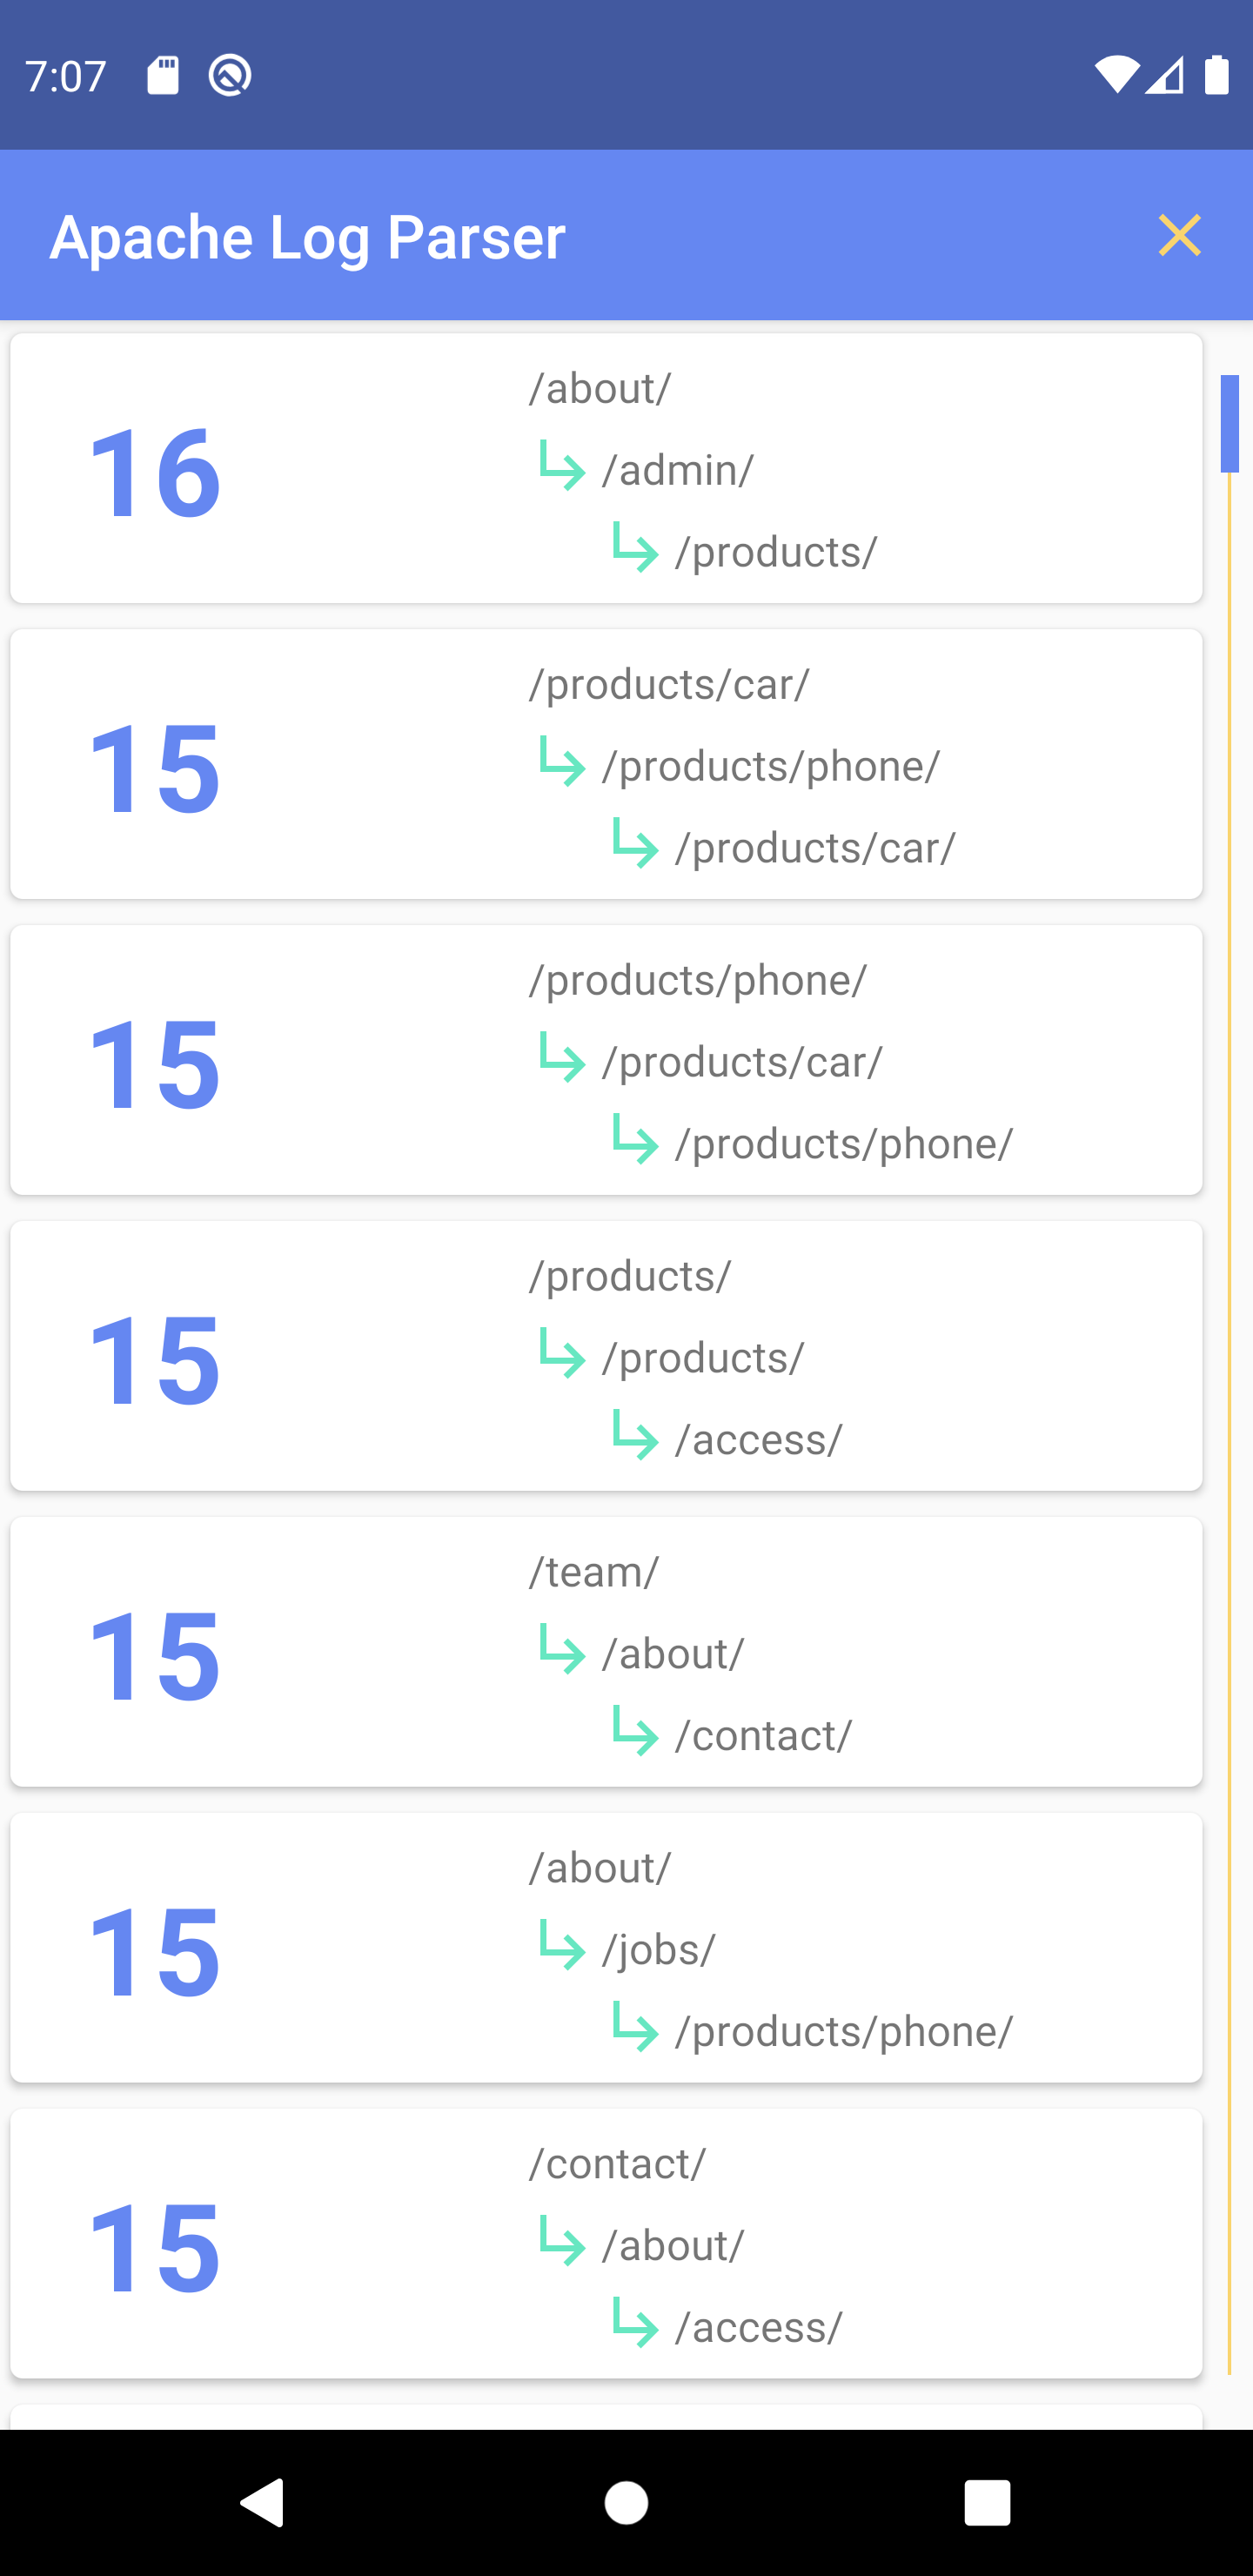 7:07
Apache Log Parser
16
/about/
/admin/
/products/
15
/products/car/
/products/phone/
/products/car/
15
/products/phone/
/products/car/
/products/phone/
15
/products/
/products/
/access/
15
/team/
/about/
/contact/
15
/about/
/jobs/
/products/phone/
15
/contact/
/about/
/access/